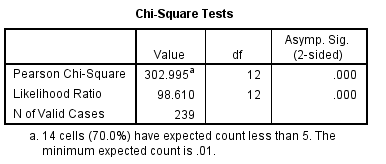 Chi-Square Tests
Value df Asymp. Sig. (2-sided)
Pearson Chi-Square 302.995a 12 .000
Likelihood Ratio 98.610 12 .000
N of Valid Cases 239
a. 14 cells (70.0%) have expected count less than 5. The
minimum expected count is .01.